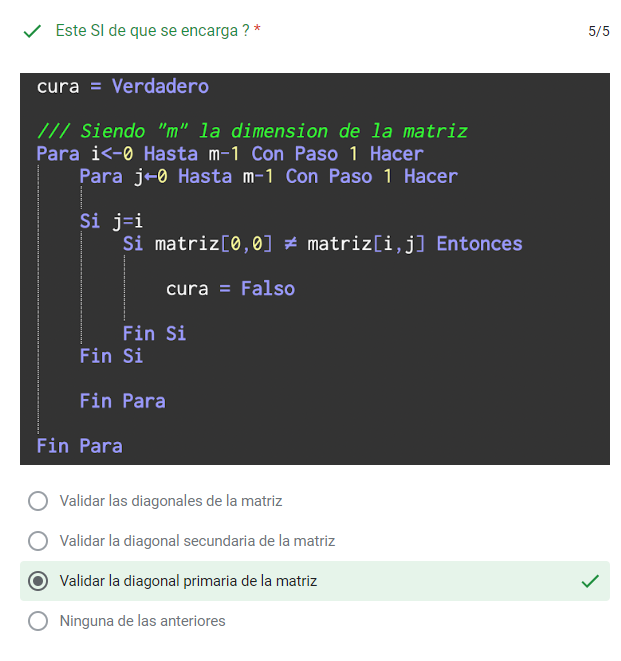 Este SI de que se encarga ? *
5/5
cura = Verdadero
/// Siendo "m" la dimension de la matriz
Para i<-0 Hasta m-1 Con Paso 1 Hacer
Para j←0 Hasta m-1 Con Paso 1 Hacer
Si j=i
Si matriz[0,0] ≠ matriz[i,j] Entonces
cura = Falso
Fin Si
Fin Si
Fin Para
Fin Para
Validar las diagonales de la matriz
Validar la diagonal secundaria de la matriz
Validar la diagonal primaria de la matriz
Ninguna de las anteriores